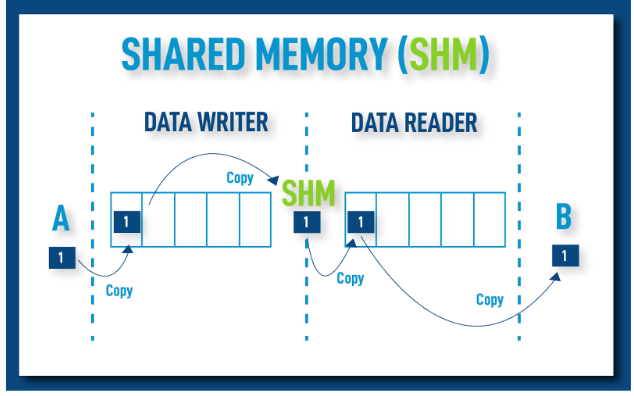 SHARED MEMORY (SHM)
DATA WRITER
DATA READER
Copy
SHM
A
1
1
1
B
1
1
Copy
Copy
Copy